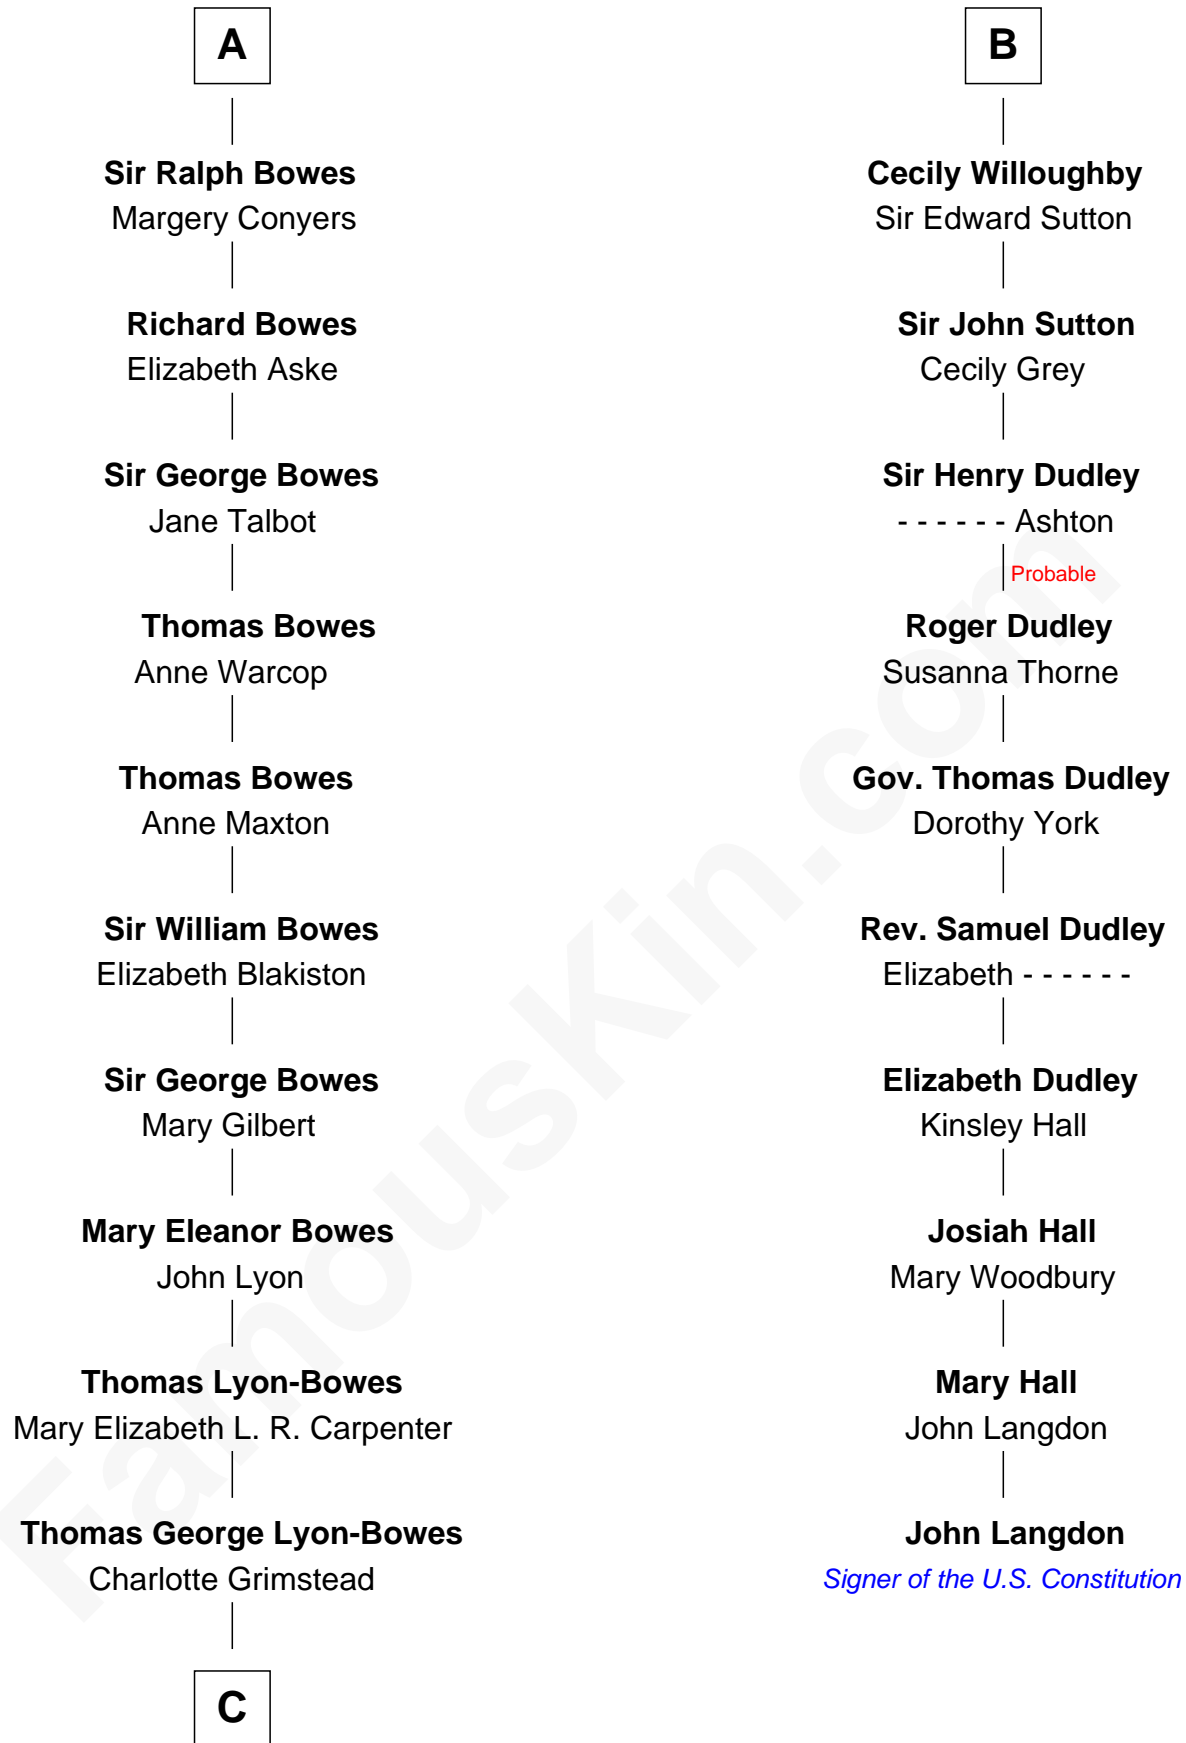 A
Sir Ralph Bowes
Margery Conyers
Richard Bowes
Elizabeth Aske
Sir George Bowes
Jane Talbot
Thomas Bowes
Anne Warcop
Thomas Bowes
Anne Maxton
Sir William Bowes
Elizabeth Blakiston
Sir George Bowes
Mary Gilbert
Mary Eleanor Bowes
John Lyon
Thomas Lyon-Bowes
Mary Elizabeth L. R. Carpenter
Thomas George Lyon-Bowes
Charlotte Grimstead
C
B
Cecily Willoughby
Sir Edward Sutton
Sir John Sutton
Cecily Grey
Sir Henry Dudley
- - - - - - Ashton
Probable
Roger Dudley
Susanna Thorne
Gov. Thomas Dudley
Dorothy York
Rev. Samuel Dudley
Elizabeth - - - - - -
Elizabeth Dudley
Kinsley Hall
Josiah Hall
Mary Woodbury
Mary Hall
John Langdon
John Langdon
Signer of the U.S. Constitution
FamousKin.com